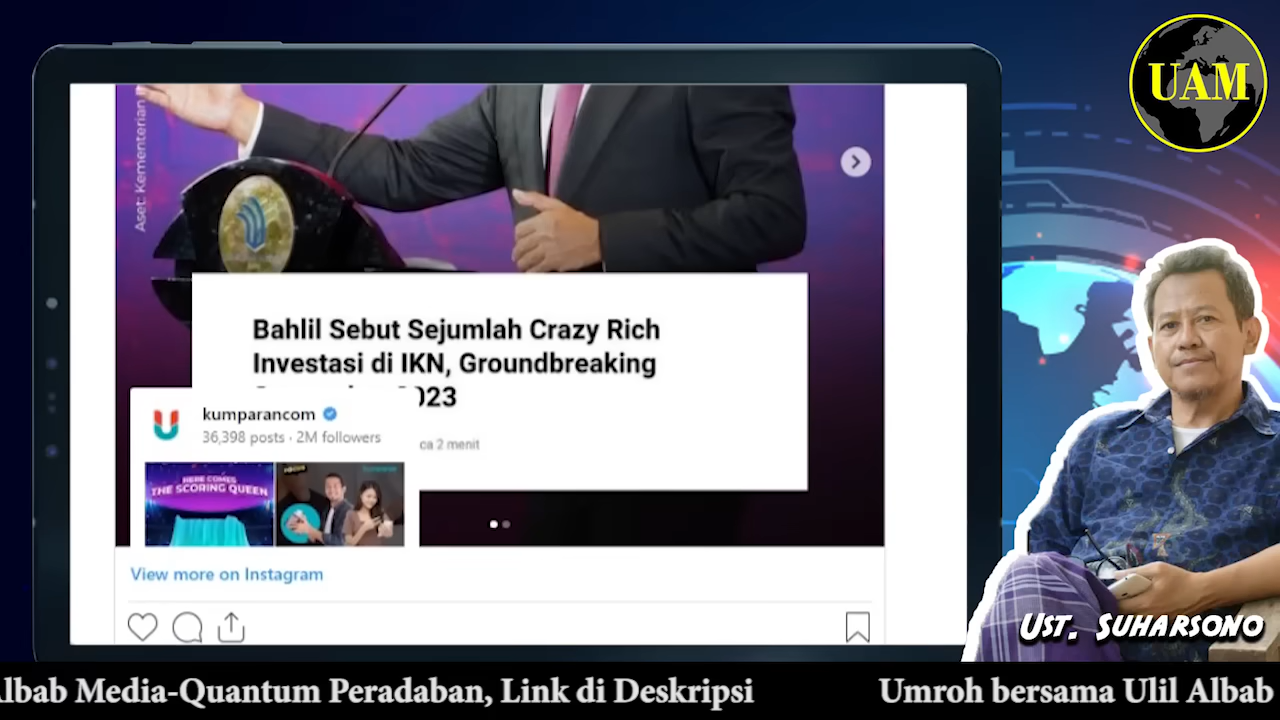 UAM
Aset: Kementerian
Bahlil Sebut Sejumlah Crazy Rich
Investasi di IKN, Groundbreaking
2023
kumparancom
36,398 posts · 2M followers
ca 2 menit
HERE COMES
THE SCORING QUEEN
View more on Instagram
UST. SUHARSONO
Albab Media-Quantum Peradaban, Link di Deskripsi
Umroh bersama Ulil Albab